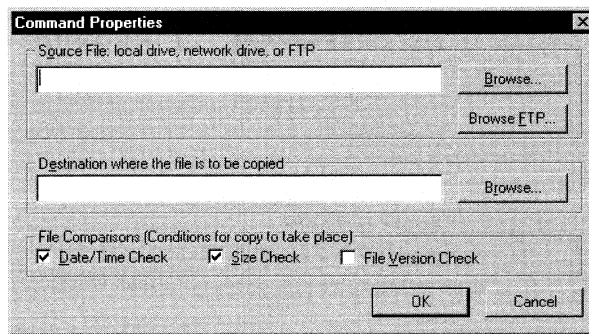 Command Properties
Source File: local drive, network drive, or FTP
Browse...
Browse FTP...
Destination where the file is to be copied
Browse...
File Comparisons (Conditions for copy to take place)
Date/Time Check Size Check File Version Check
OK Cancel